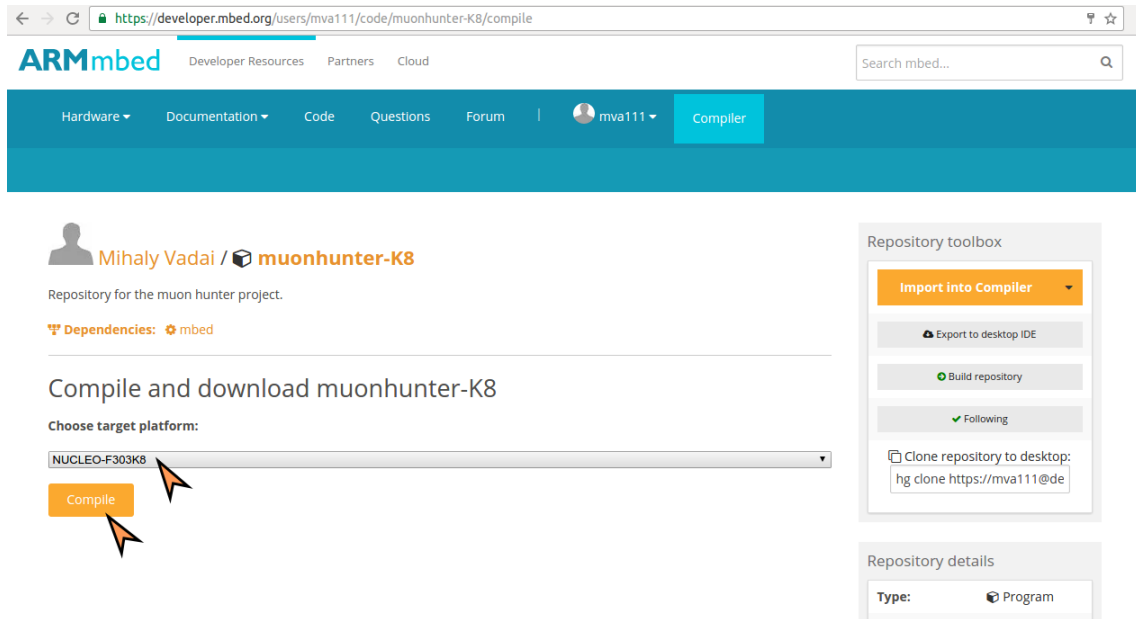 https://developer.mbed.org/users/mva111/code/muonhunter-K8/compile
ARMmbed Developer Resources Partners Cloud
Search mbed...
Hardware Documentation Code Questions Forum | mva111 Compiler
Mihaly Vadai / muonhunter-K8
Repository for the muon hunter project.
Dependencies: mbed
Compile and download muonhunter-K8
Choose target platform:
NUCLEO-F303K8
Compile
Repository toolbox
Import into Compiler
Export to desktop IDE
Build repository
Following
Clone repository to desktop:
hg clone https://mva111@de
Repository details
Type: Program